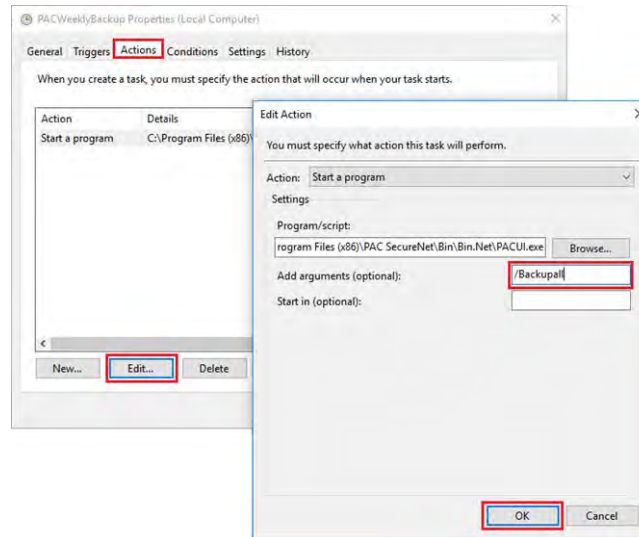 PACWeeklyBackup Properties (Local Computer)
General Triggers Actions Conditions Settings History
When you create a task, you must specify the action that will occur when your task starts.
Action Details
Start a program C:\Program Files (x86)\
New... Edit... Delete
Edit Action
You must specify what action this task will perform.
Action: Start a program
Settings
Program/script:
rogram Files (x86)\PAC SecureNet\Bin\Bin.Net\PACUI.exe Browse...
Add arguments (optional): /Backupall
Start in (optional):
OK Cancel